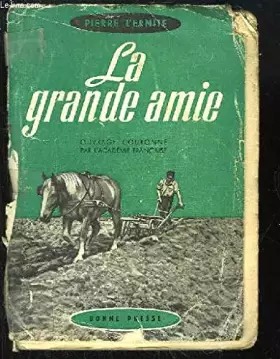 PIERRE L'ERMITE
La
grande amie
OUVRAGE COURONNÉ
PAR L'ACADÉMIE FRANÇAISE
BONNE PRESSE